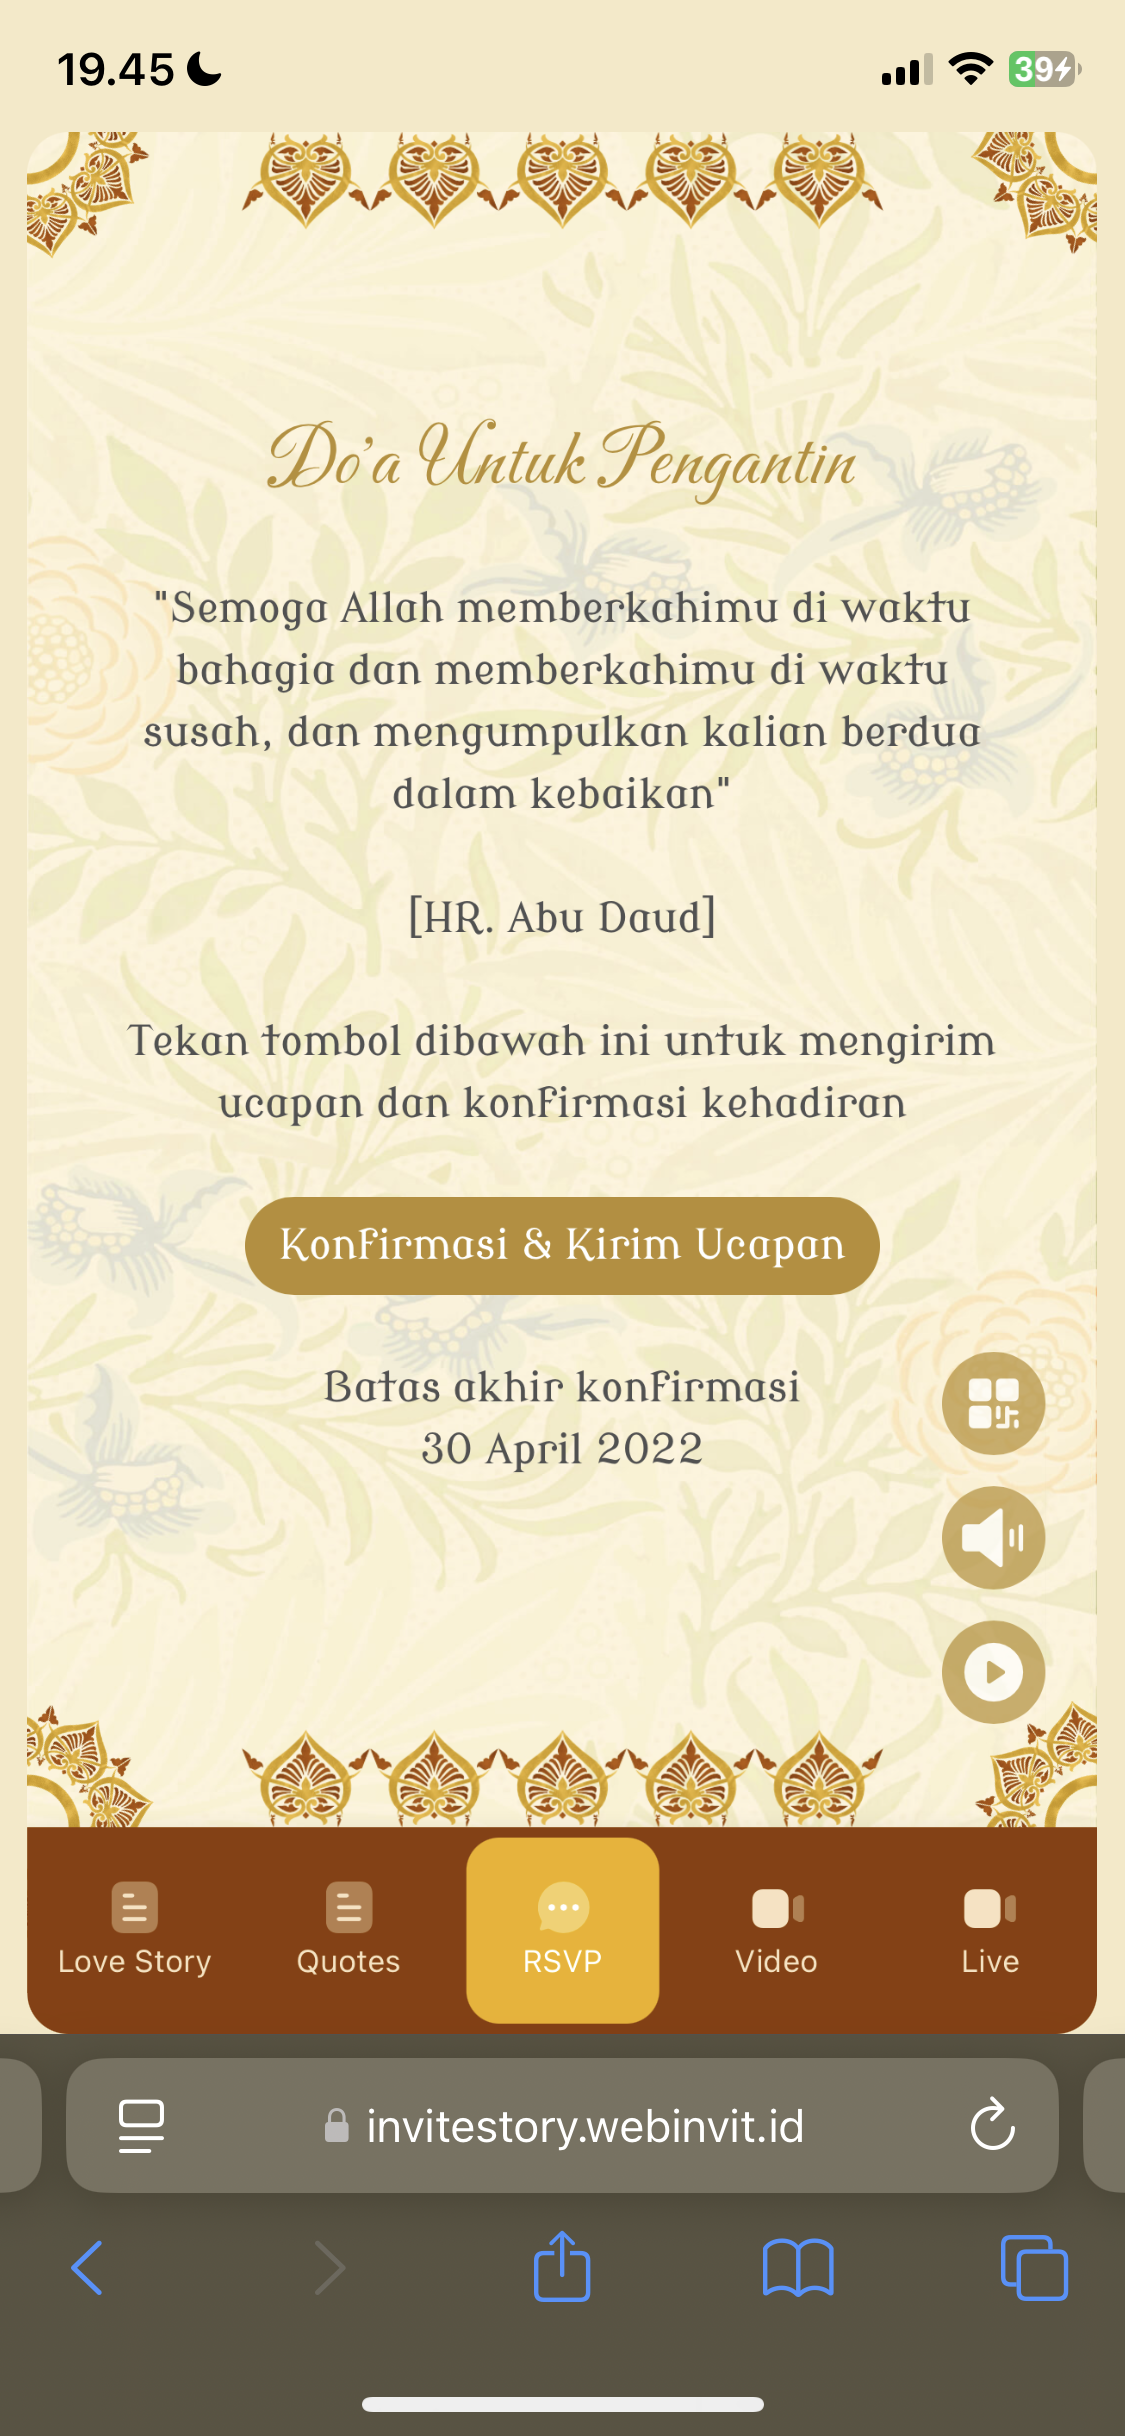 19.45
39
Do'a Untuk Pengantin
"Semoga Allah memberkahimu di waktu
bahagia dan memberkahimu di waktu
susah, dan mengumpulkan kalian berdua
dalam kebaikan"
[HR. Abu Daud]
Tekan tombol dibawah ini untuk mengirim
ucapan dan konfirmasi kehadiran
Konfirmasi & Kirim Ucapan
Batas akhir konfirmasi
30 April 2022
Love Story
Quotes
RSVP
Video
Live
invitestory.webinvit.id